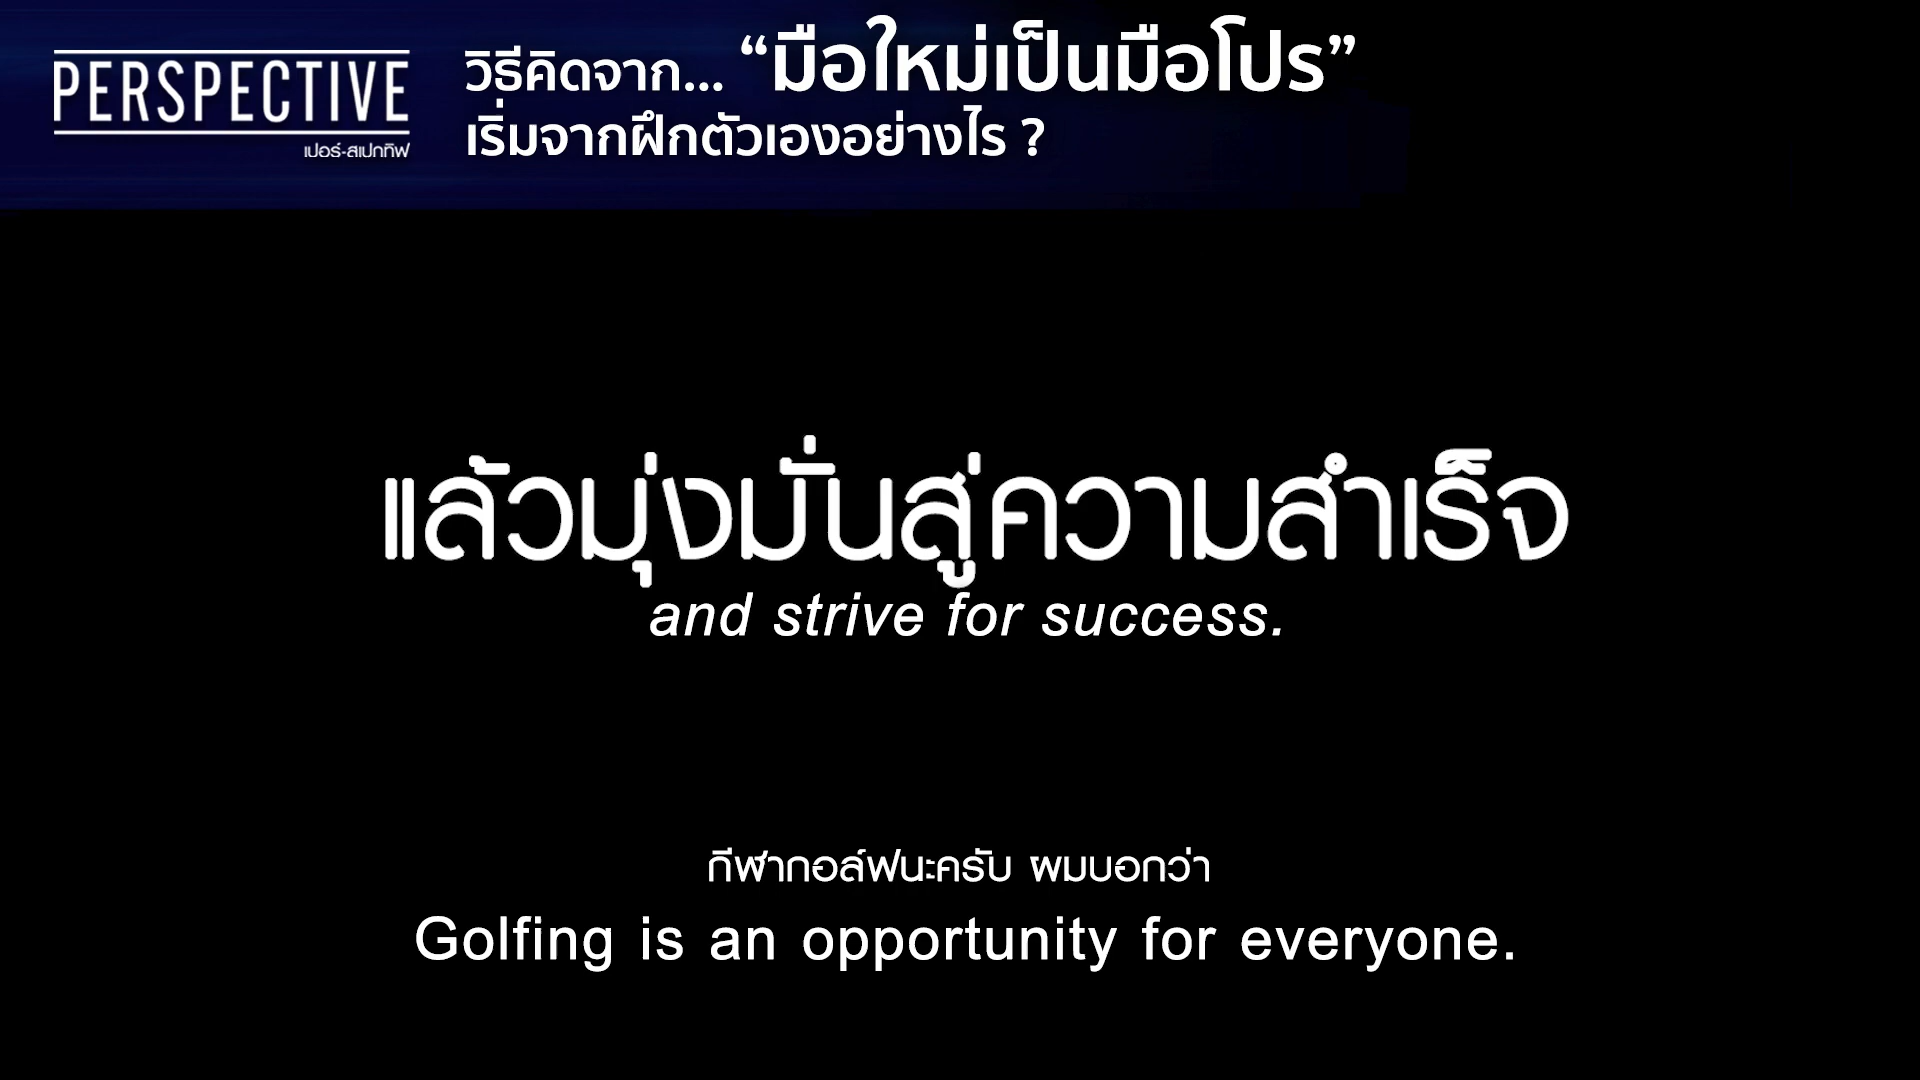 PERSPECTIVE
เปอร์-สเปกทิฟ
วิธีคิดจาก... “มือใหม่เป็นมือโปร”
เริ่มจากฝึกตัวเองอย่างไร ?
แล้วมุ่งมั่นสู่ความสำเร็จ
and strive for success.
กีฬากอล์ฟนะครับ ผมบอกว่า
Golfing is an opportunity for everyone.